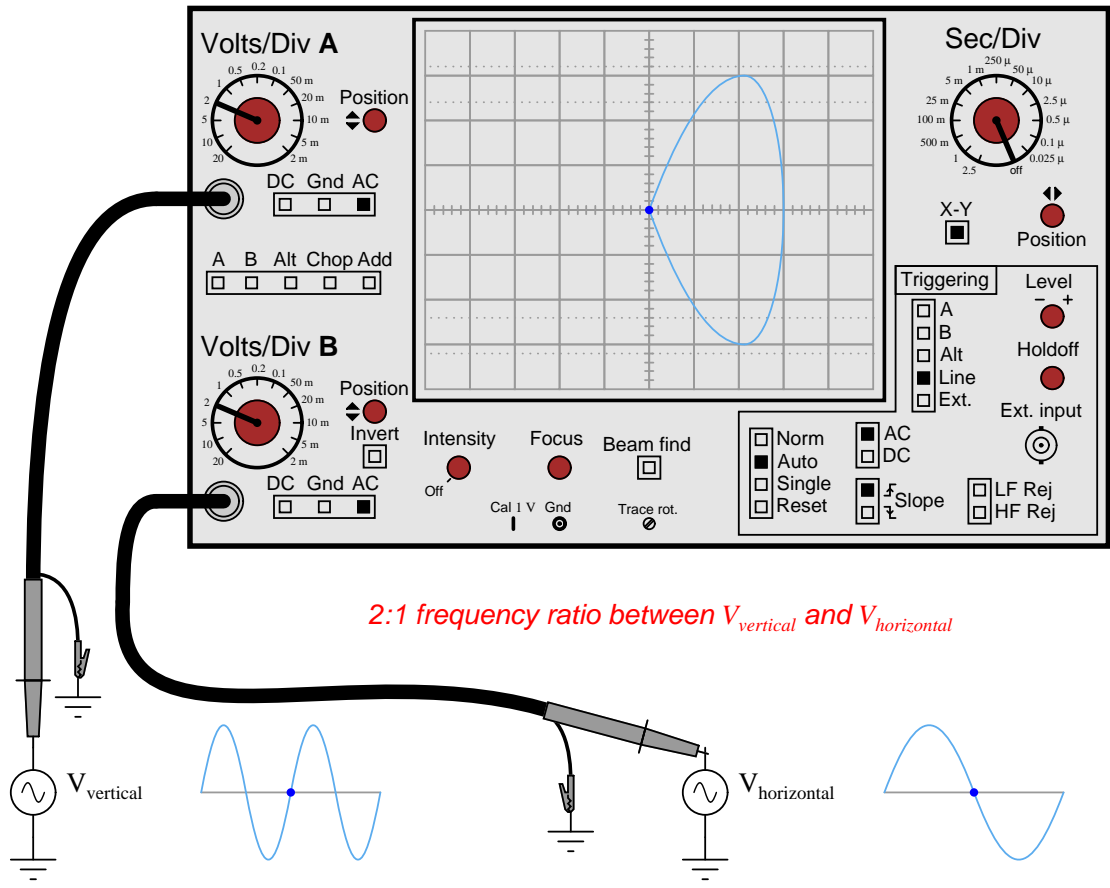 Volts/Div A
0.5 0.2 0.1
1 50 m
2 20 m
5 10 m
10 5 m
20 2 m
Position
DC Gnd AC
A B Alt Chop Add
Volts/Div B
0.5 0.2 0.1
1 50 m
2 20 m
5 10 m
10 5 m
20 2 m
Position
Invert
DC Gnd AC
Intensity
Off
Focus
Beam find
Cal 1 V Gnd
Trace rot.
Sec/Div
250 µ
1 m 50 µ
5 m 10 µ
25 m 2.5 µ
100 m 0.5 µ
500 m 0.1 µ
1 0.025 µ
2.5 off
X-Y
Position
Triggering
A
B
Alt
Line
Ext.
Level
- +
Holdoff
Ext. input
Norm
Auto
Single
Reset
AC
DC
Slope
LF Rej
HF Rej
2:1 frequency ratio between Vvertical and Vhorizontal
Vvertical
Vhorizontal